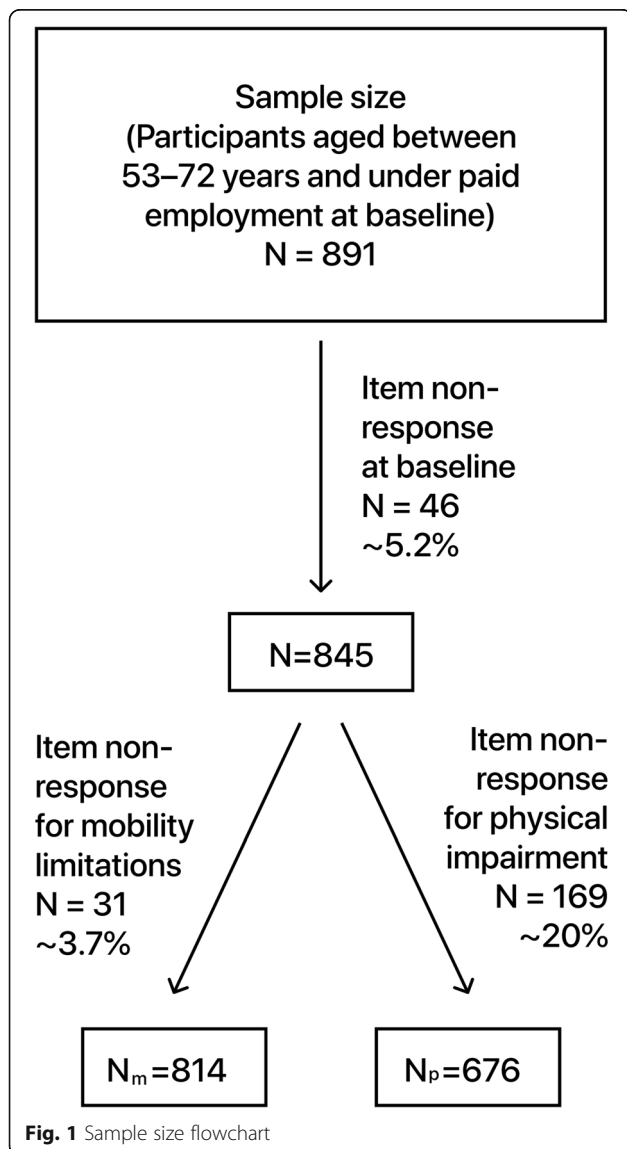 Sample size
(Participants aged between
53–72 years and under paid
employment at baseline)
N = 891
Item non-
response
at baseline
N = 46
~5.2%
N=845
Item non-
response
for mobility
limitations
N = 31
~3.7%
Item non-
response
for physical
impairment
N = 169
~20%
Nm=814
Np=676
Fig. 1 Sample size flowchart